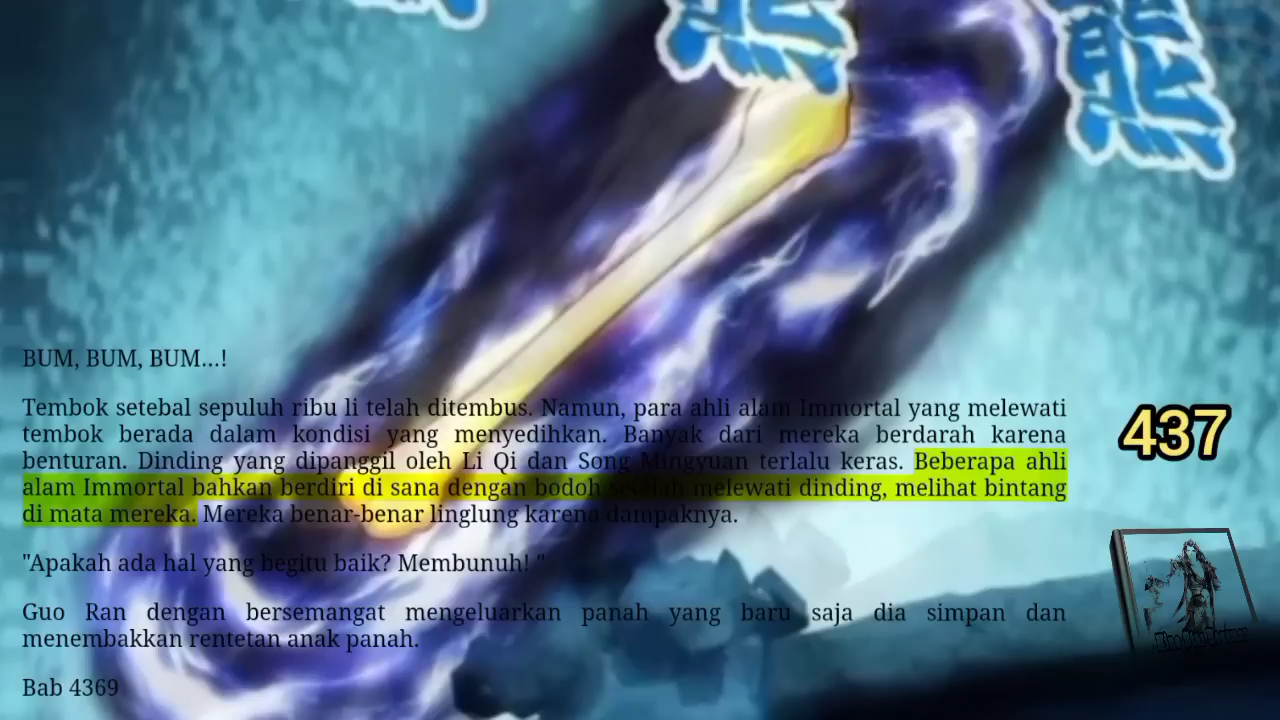 BUM, BUM, BUM...!
Tembok setebal sepuluh ribu li telah ditembus. Namun, para ahli alam Immortal yang melewati
tembok berada dalam kondisi yang menyedihkan. Banyak dari mereka berdarah karena
benturan. Dinding yang dipanggil oleh Li Qi dan Song Mingyuan terlalu keras. Beberapa ahli
alam Immortal bahkan berdiri di sana dengan bodoh setelah melewati dinding, melihat bintang
di mata mereka. Mereka benar-benar linglung karena dampaknya.
437
"Apakah ada hal yang begitu baik? Membunuh! "
Guo Ran dengan bersemangat mengeluarkan panah yang baru saja dia simpan dan
menembakkan rentetan anak panah.
Bab 4369